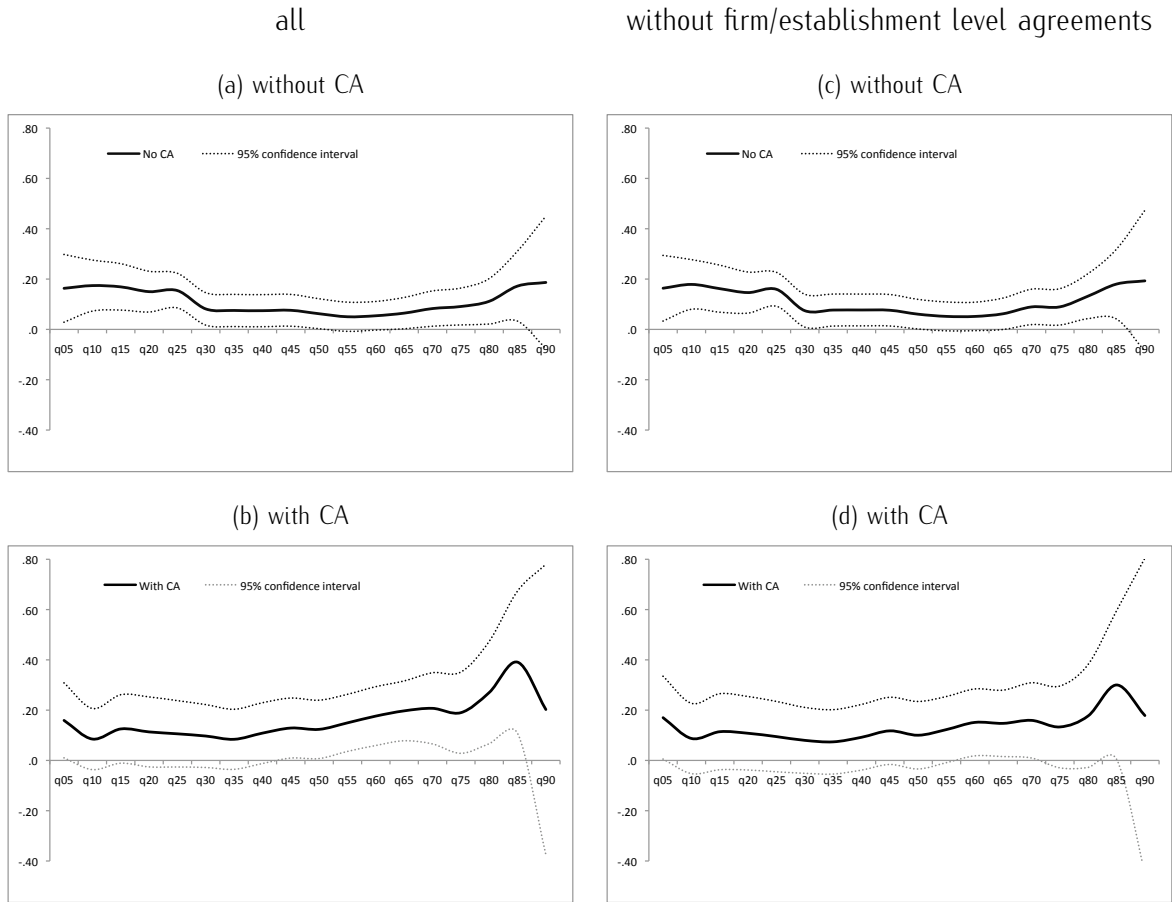 all
without firm/establishment level agreements
(a) without CA
(c) without CA
.80
.60
.40
.20
.0
-.20
-.40
No CA
95% confidence interval
q05 q10 q15 q20 q25 q30 q35 q40 q45 q50 q55 q60 q65 q70 q75 q80 q85 q90
.80
.60
.40
.20
.0
-.20
-.40
No CA
95% confidence interval
q05 q10 q15 q20 q25 q30 q35 q40 q45 q50 q55 q60 q65 q70 q75 q80 q85 q90
(b) with CA
(d) with CA
.80
.60
.40
.20
.0
-.20
-.40
With CA
95% confidence interval
q05 q10 q15 q20 q25 q30 q35 q40 q45 q50 q55 q60 q65 q70 q75 q80 q85 q90
.80
.60
.40
.20
.0
-.20
-.40
With CA
95% confidence interval
q05 q10 q15 q20 q25 q30 q35 q40 q45 q50 q55 q60 q65 q70 q75 q80 q85 q90